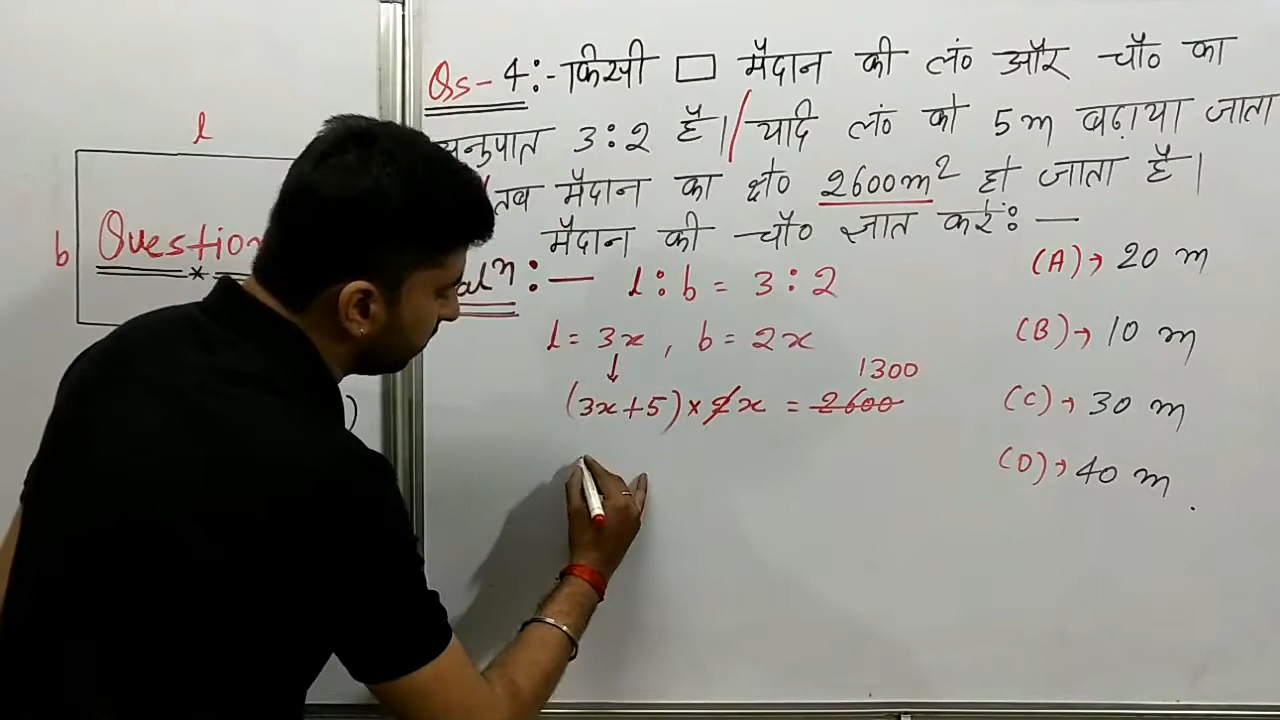 l
b
Question
*
Qs-4:- किसी □ मैदान की लं० और चौ० का
अनुपात 3:2 है। / यदि लं० को 5m बढ़ाया जाता
तब मैदान का क्षे० 2600m² हो जाता है।
मैदान की चौ० ज्ञात करें:—
:— l:b = 3:2
l = 3x, b = 2x
↓
1300
(3x+5)×2x = 2600
(A)→ 20 m
(B)→ 10 m
(C)→ 30 m
(D)→ 40 m